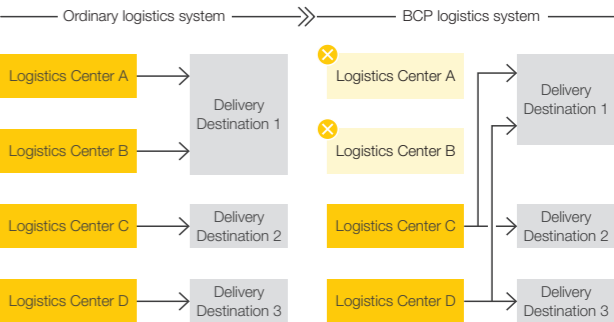 Ordinary logistics system
BCP logistics system
Logistics Center A
Logistics Center B
Logistics Center C
Logistics Center D
Delivery
Destination 1
Delivery
Destination 2
Delivery
Destination 3
Logistics Center A
Logistics Center B
Logistics Center C
Logistics Center D
Delivery
Destination 1
Delivery
Destination 2
Delivery
Destination 3